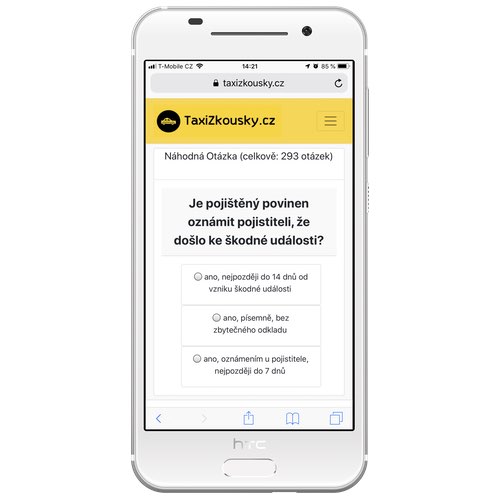 T-Mobile CZ 14:21 85 %
taxizkousky.cz
TaxiZkousky.cz
Náhodná Otázka (celkově: 293 otázek)
Je pojištěný povinen
oznámit pojistiteli, že
došlo ke škodné události?
ano, nejpozději do 14 dnů od
vzniku škodné události
ano, písemně, bez
zbytečného odkladu
ano, oznámením u pojistitele,
nejpozději do 7 dnů
htc